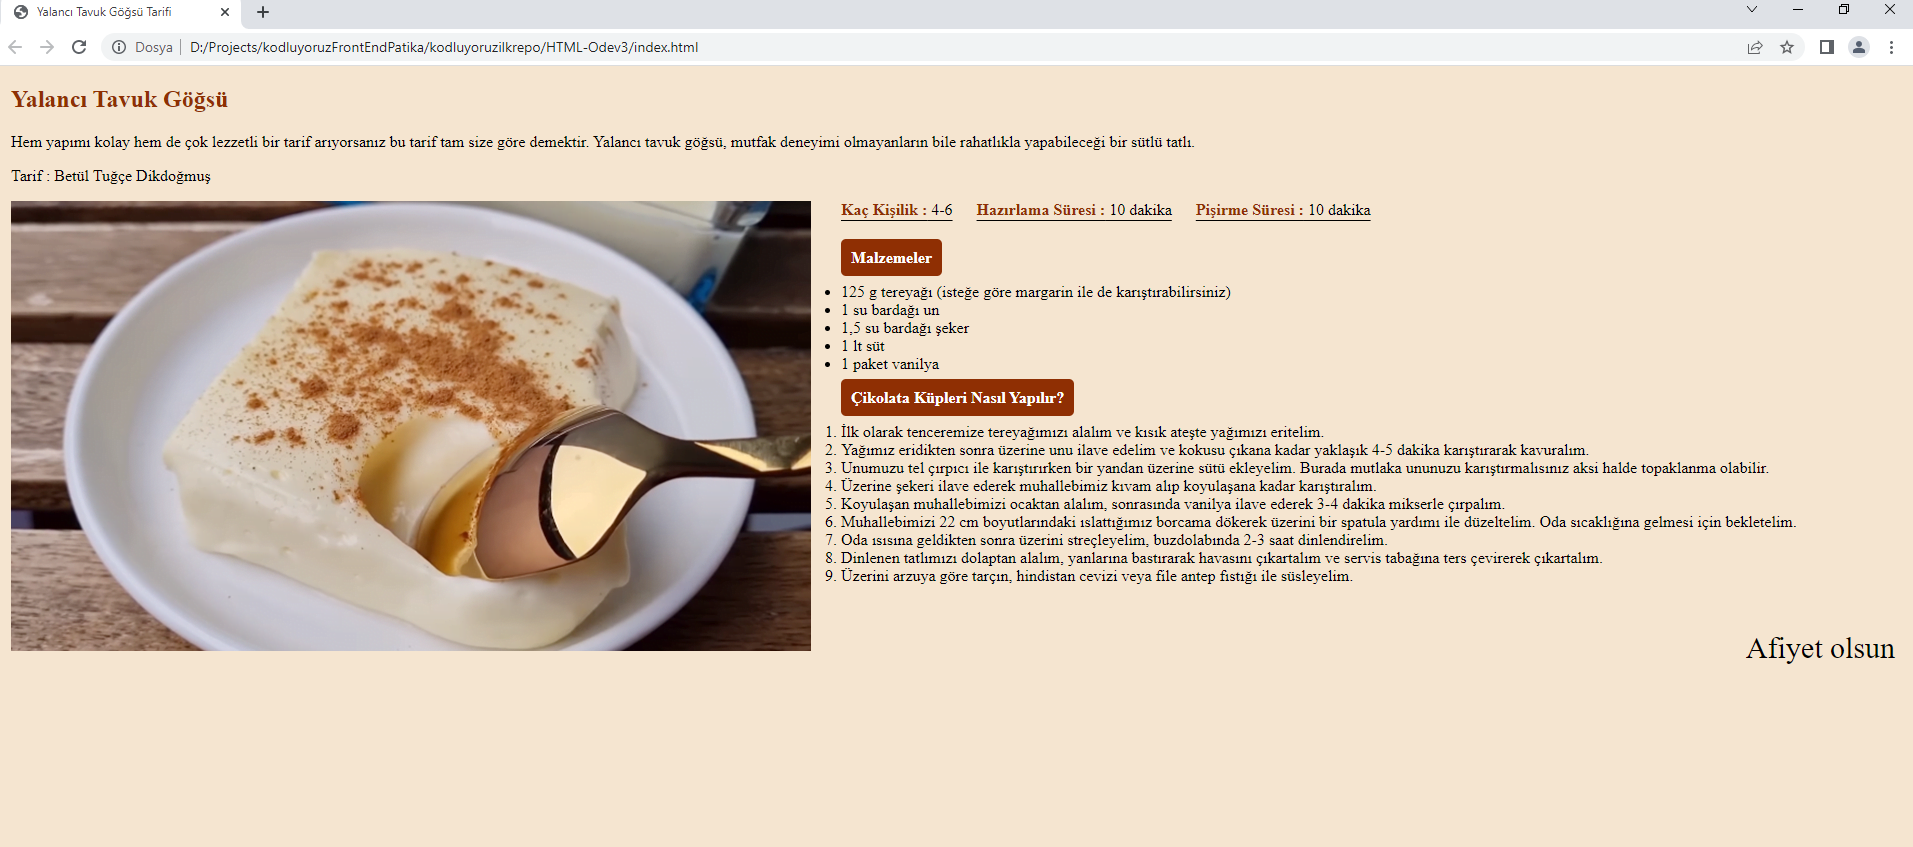 Yalancı Tavuk Göğsü Tarifi
Dosya
D:/Projects/kodluyoruzFrontEndPatika/kodluyoruzilkrepo/HTML-Odev3/index.html
Yalancı Tavuk Göğsü
Hem yapımı kolay hem de çok lezzetli bir tarif arıyorsanız bu tarif tam size göre demektir. Yalancı tavuk göğsü, mutfak deneyimi olmayanların bile rahatlıkla yapabileceği bir sütlü tatlı.
Tarif : Betül Tuğçe Dikdoğmuş
Kaç Kişilik : 4-6 Hazırlama Süresi : 10 dakika Pişirme Süresi : 10 dakika
Malzemeler
• 125 g tereyağı (isteğe göre margarin ile de karıştırabilirsiniz)
• 1 su bardağı un
• 1,5 su bardağı şeker
• 1 lt süt
• 1 paket vanilya
Çikolata Küpleri Nasıl Yapılır?
1. İlk olarak tenceremize tereyağımızı alalım ve kısık ateşte yağımızı eritelim.
2. Yağımız eridikten sonra üzerine unu ilave edelim ve kokusu çıkana kadar yaklaşık 4-5 dakika karıştırarak kavuralım.
3. Unumuzu tel çırpıcı ile karıştırırken bir yandan üzerine sütü ekleyelim. Burada mutlaka ununuzu karıştırmalısınız aksi halde topaklanma olabilir.
4. Üzerine şekeri ilave ederek muhallebimiz kıvam alıp koyulaşana kadar karıştıralım.
5. Koyulaşan muhallebimizi ocaktan alalım, sonrasında vanilya ilave ederek 3-4 dakika mikserle çırpalım.
6. Muhallebimizi 22 cm boyutlarındaki ıslattığımız borcama dökerek üzerini bir spatula yardımı ile düzeltelim. Oda sıcaklığına gelmesi için bekletelim.
7. Oda ısısına geldikten sonra üzerini streçleyelim, buzdolabında 2-3 saat dinlendirelim.
8. Dinlenen tatlımızı dolaptan alalım, yanlarına bastırarak havasını çıkartalım ve servis tabağına ters çevirerek çıkartalım.
9. Üzerini arzuya göre tarçın, hindistan cevizi veya file antep fıstığı ile süsleyelim.
Afiyet olsun